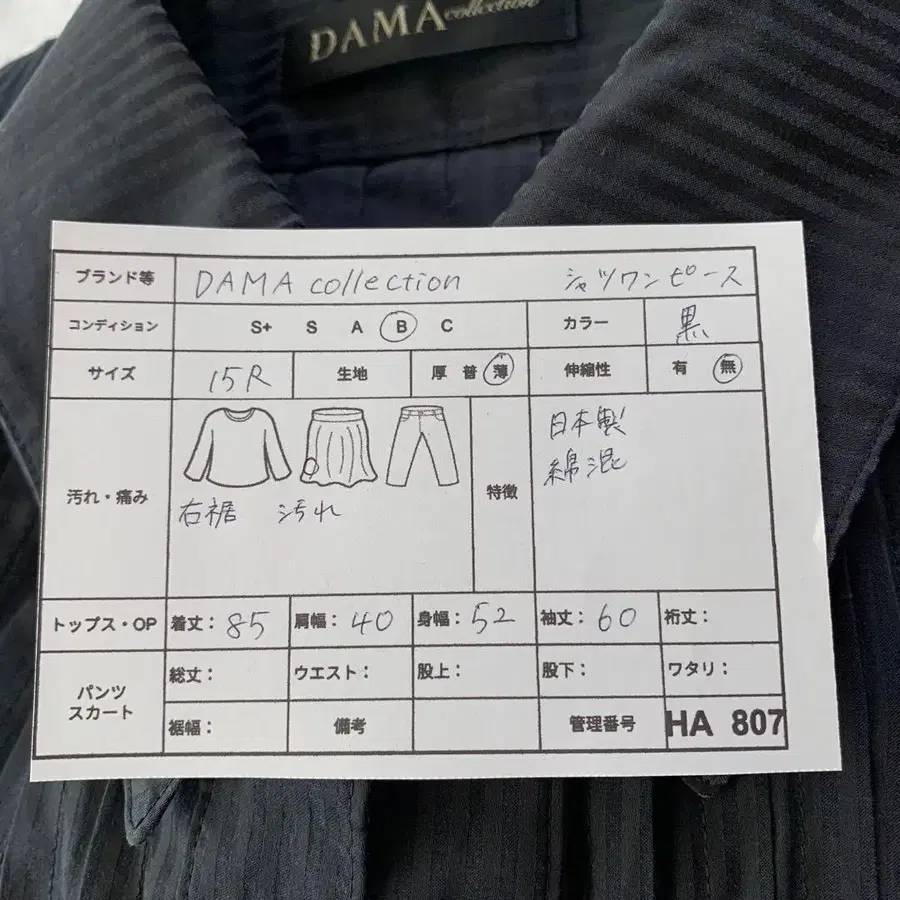 DAMA collection
ブランド等 DAMA collection シャツワンピース
コンディション S+ S A B C カラー 黒
サイズ 15R 生地 厚 普 薄 伸縮性 有 無
汚れ・痛み 右裾 汚れ 特徴 日本製
綿混
トップス・OP 着丈: 85 肩幅: 40 身幅: 52 袖丈: 60 裄丈:
パンツ
スカート
総丈: ウエスト: 股上: 股下: ワタリ:
裾幅: 備考 管理番号 HA 807